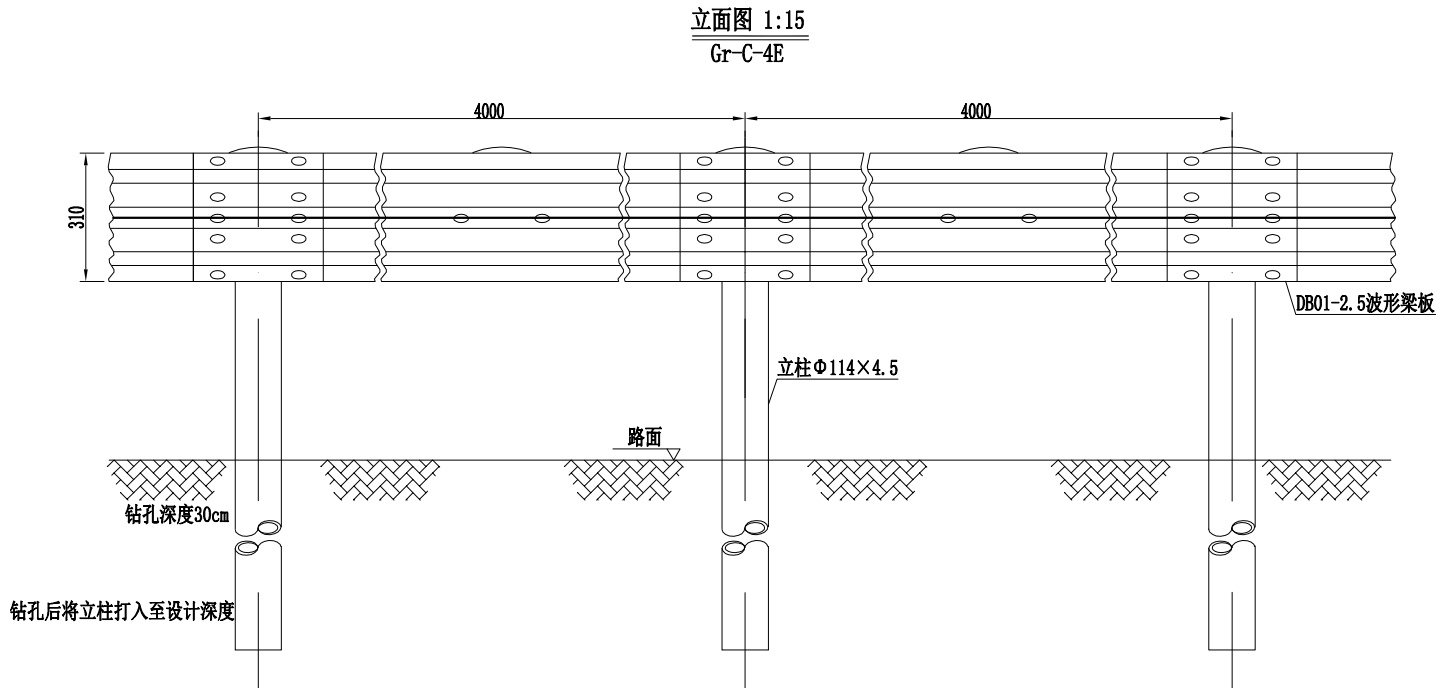 立面图 1:15
Gr-C-4E
4000
4000
310
DB01-2.5波形梁板
立柱Φ114×4.5
路面
钻孔深度30cm
钻孔后将立柱打入至设计深度